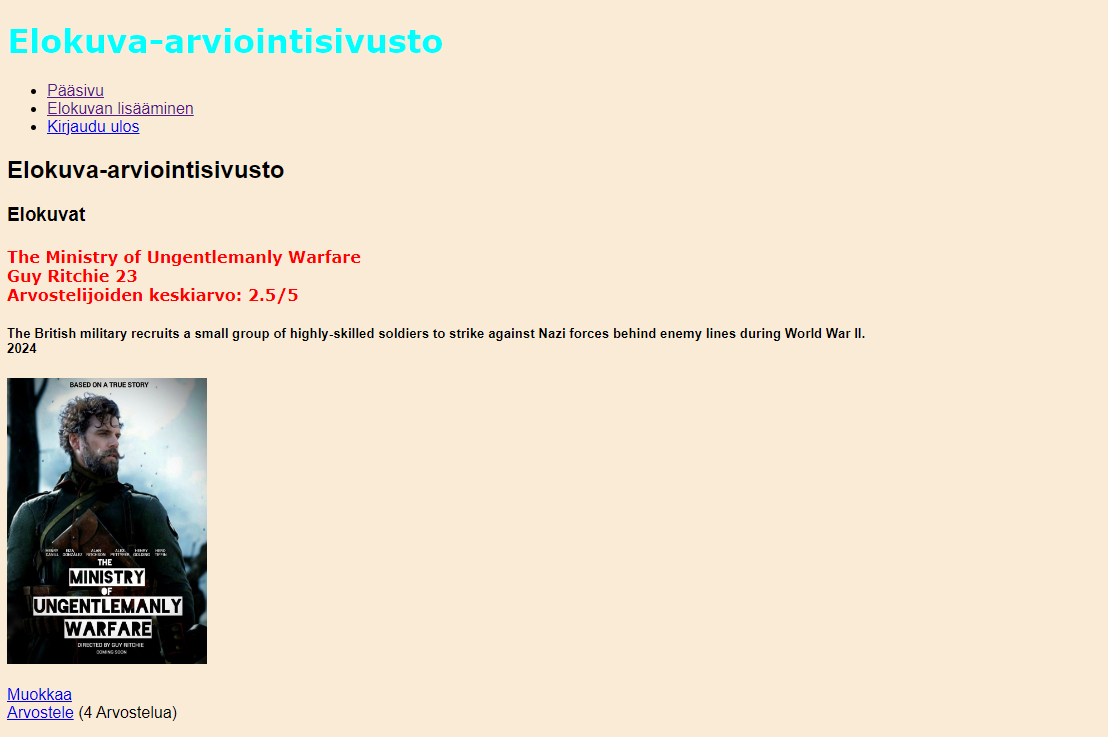 Elokuva-arviointisivusto
Pääsivu
Elokuvan lisääminen
Kirjaudu ulos
Elokuva-arviointisivusto
Elokuvat
The Ministry of Ungentlemanly Warfare
Guy Ritchie 23
Arvostelijoiden keskiarvo: 2.5/5
The British military recruits a small group of highly-skilled soldiers to strike against Nazi forces behind enemy lines during World War II.
2024
BASED ON A TRUE STORY
HENRY CAVILL EIZA GONZÁLEZ ALAN RITCHSON ALEX PETTYFER HENRY GOLDING HERO TIFFIN
THE
MINISTRY
OF
UNGENTLEMANLY
WARFARE
DIRECTED BY GUY RITCHIE
COMING SOON
Muokkaa
Arvostele (4 Arvostelua)